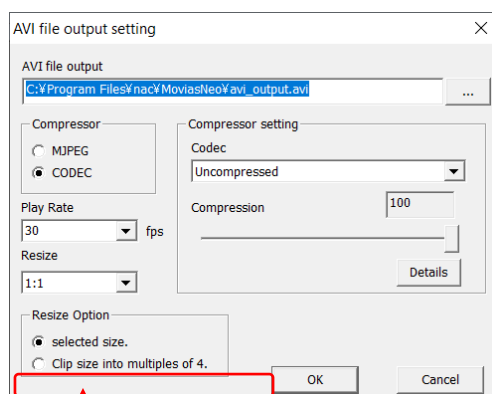 AVI file output setting
AVI file output
C:¥Program Files¥nac¥MoviasNeo¥avi_output.avi
...
Compressor
MJPEG
CODEC
Compressor setting
Codec
Uncompressed
Compression
100
Details
Play Rate
30
fps
Resize
1:1
Resize Option
selected size.
Clip size into multiples of 4.
OK
Cancel